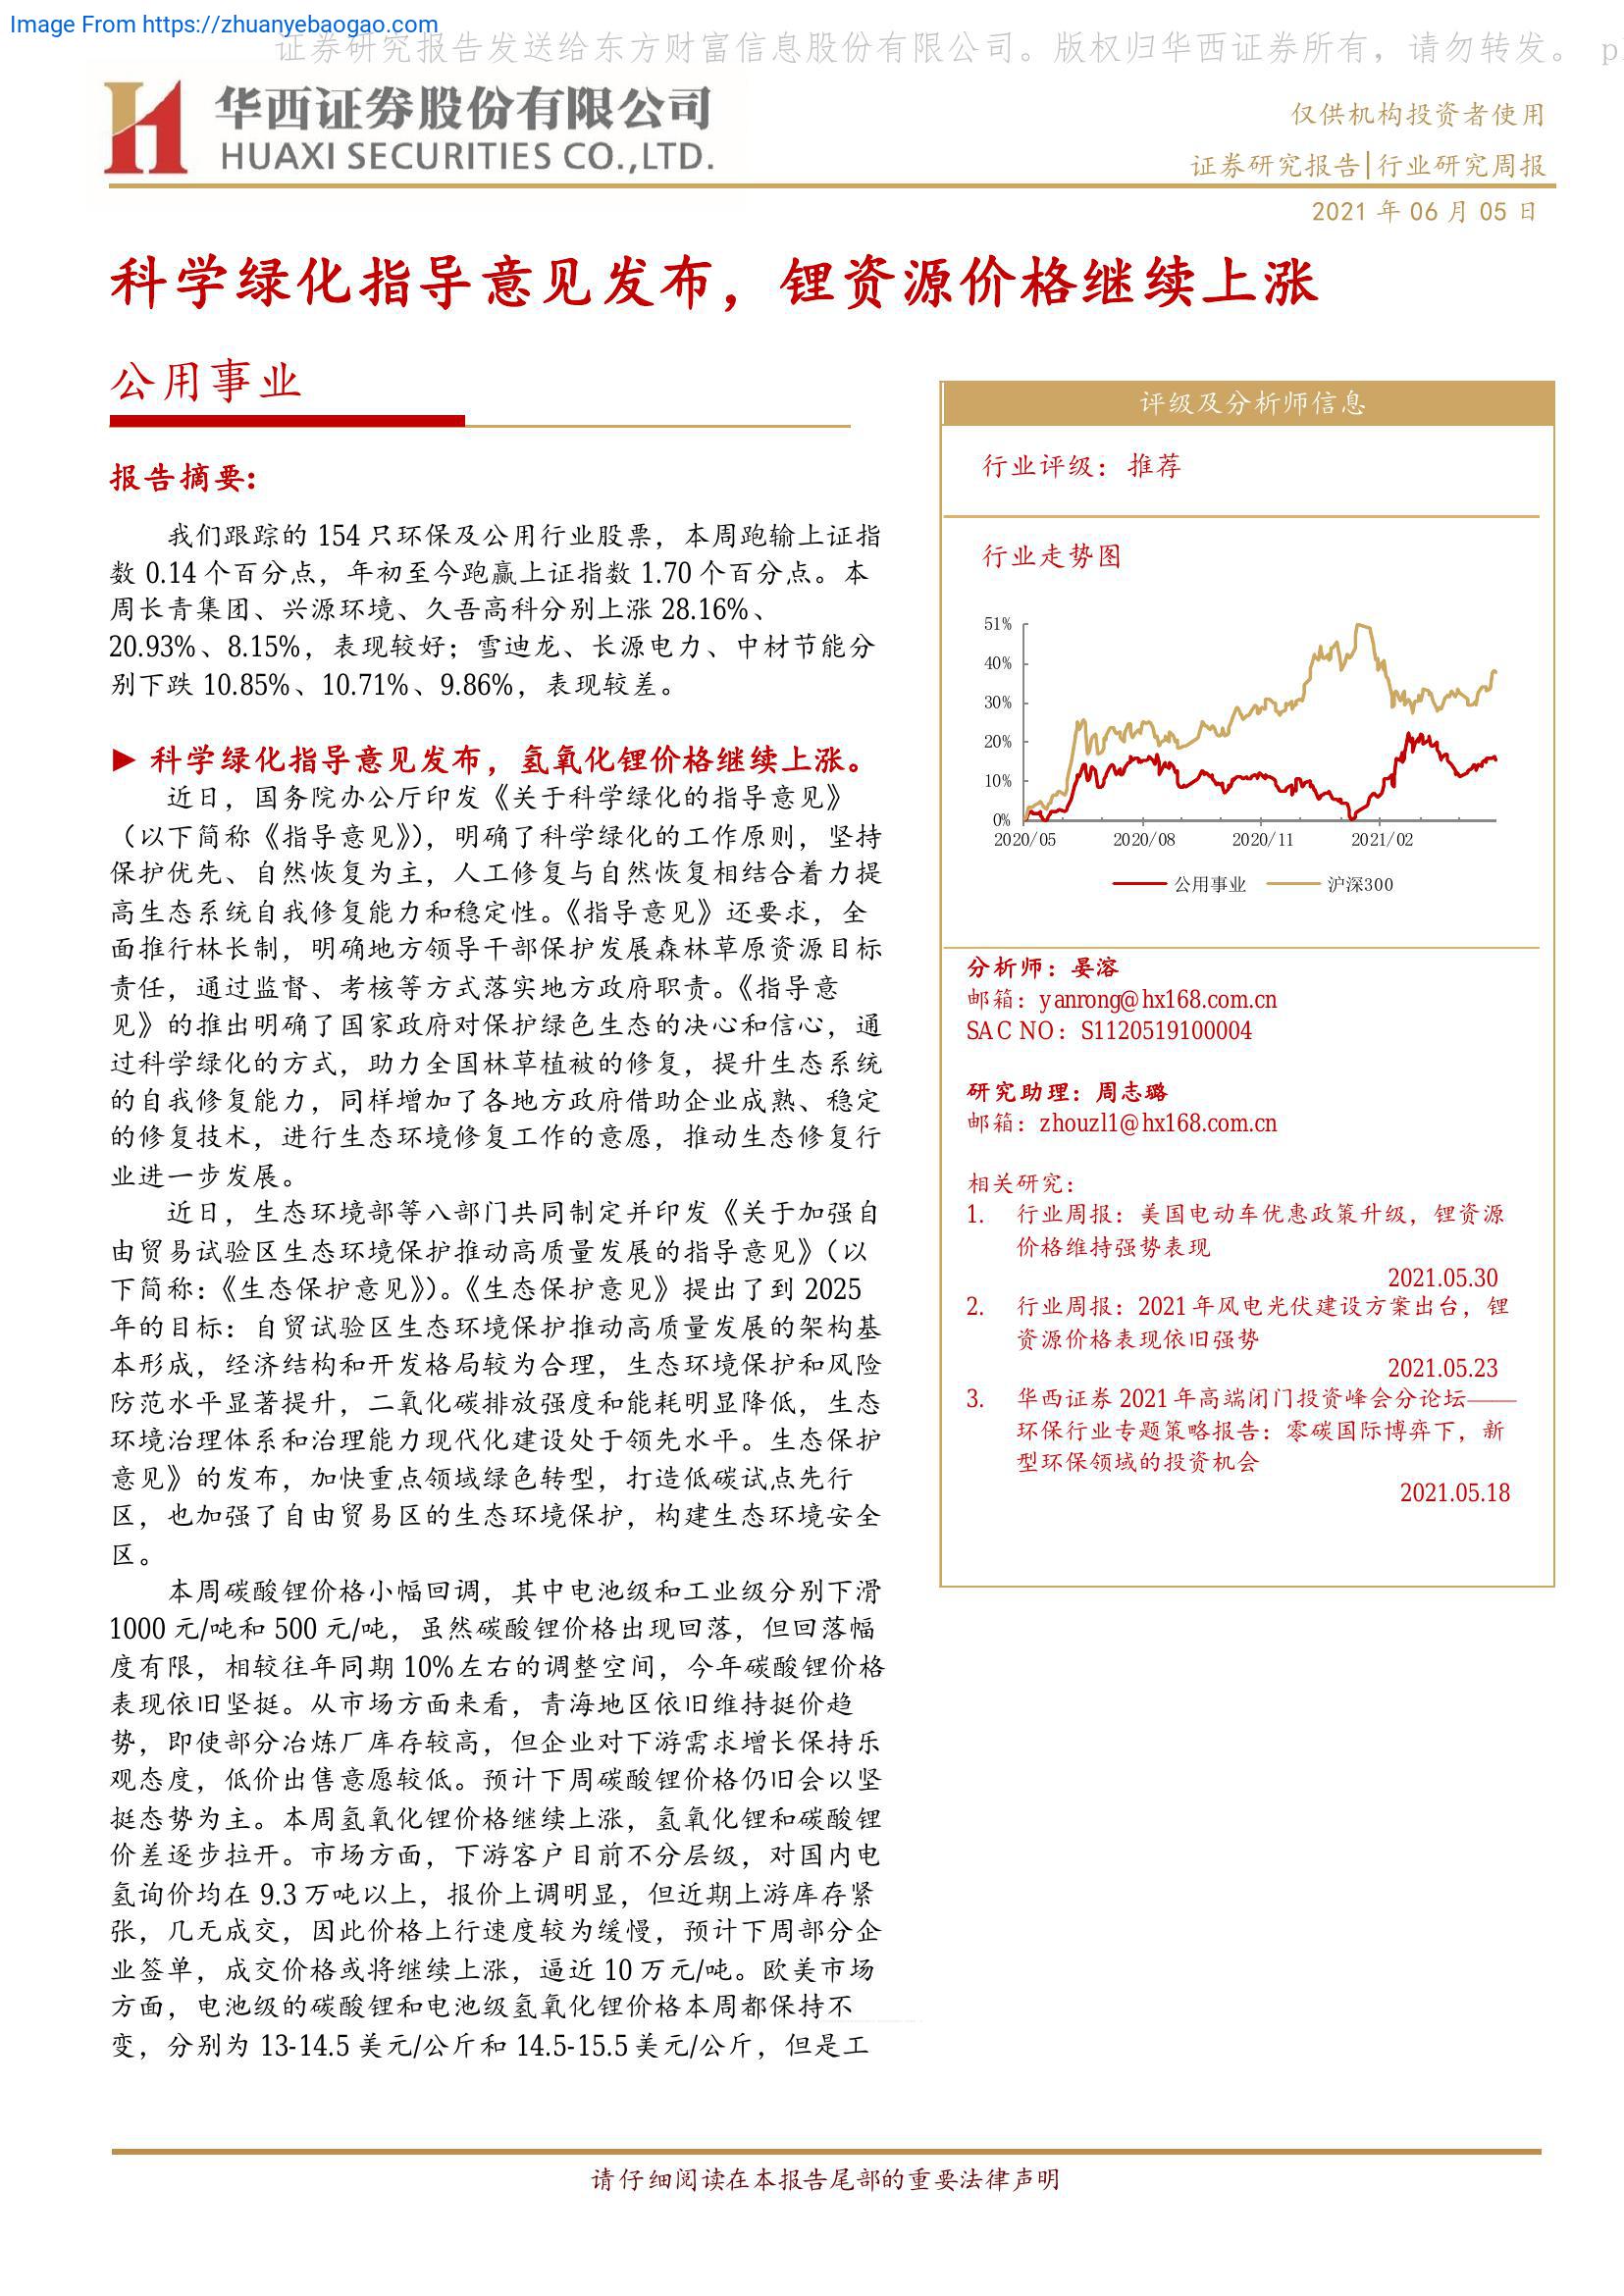 Image From https://zhuanyebaogao.com
证券研究报告发送给东方财富信息股份有限公司。版权归华西证券所有，请勿转发。 p
华西证券股份有限公司
HUAXI SECURITIES CO.,LTD.
仅供机构投资者使用
证券研究报告|行业研究周报
2021 年 06 月 05 日
科学绿化指导意见发布，锂资源价格继续上涨
公用事业
报告摘要：
我们跟踪的 154 只环保及公用行业股票，本周跑输上证指
数 0.14 个百分点，年初至今跑赢上证指数 1.70 个百分点。本
周长青集团、兴源环境、久吾高科分别上涨 28.16%、
20.93%、8.15%，表现较好；雪迪龙、长源电力、中材节能分
别下跌 10.85%、10.71%、9.86%，表现较差。
► 科学绿化指导意见发布，氢氧化锂价格继续上涨。
近日，国务院办公厅印发《关于科学绿化的指导意见》
（以下简称《指导意见》），明确了科学绿化的工作原则，坚持
保护优先、自然恢复为主，人工修复与自然恢复相结合着力提
高生态系统自我修复能力和稳定性。《指导意见》还要求，全
面推行林长制，明确地方领导干部保护发展森林草原资源目标
责任，通过监督、考核等方式落实地方政府职责。《指导意
见》的推出明确了国家政府对保护绿色生态的决心和信心，通
过科学绿化的方式，助力全国林草植被的修复，提升生态系统
的自我修复能力，同样增加了各地方政府借助企业成熟、稳定
的修复技术，进行生态环境修复工作的意愿，推动生态修复行
业进一步发展。
近日，生态环境部等八部门共同制定并印发《关于加强自
由贸易试验区生态环境保护推动高质量发展的指导意见》（以
下简称：《生态保护意见》）。《生态保护意见》提出了到 2025
年的目标：自贸试验区生态环境保护推动高质量发展的架构基
本形成，经济结构和开发格局较为合理，生态环境保护和风险
防范水平显著提升，二氧化碳排放强度和能耗明显降低，生态
环境治理体系和治理能力现代化建设处于领先水平。生态保护
意见》的发布，加快重点领域绿色转型，打造低碳试点先行
区，也加强了自由贸易区的生态环境保护，构建生态环境安全
区。
本周碳酸锂价格小幅回调，其中电池级和工业级分别下滑
1000 元/吨和 500 元/吨，虽然碳酸锂价格出现回落，但回落幅
度有限，相较往年同期 10%左右的调整空间，今年碳酸锂价格
表现依旧坚挺。从市场方面来看，青海地区依旧维持挺价趋
势，即使部分冶炼厂库存较高，但企业对下游需求增长保持乐
观态度，低价出售意愿较低。预计下周碳酸锂价格仍旧会以坚
挺态势为主。本周氢氧化锂价格继续上涨，氢氧化锂和碳酸锂
价差逐步拉开。市场方面，下游客户目前不分层级，对国内电
氢询价均在 9.3 万吨以上，报价上调明显，但近期上游库存紧
张，几无成交，因此价格上行速度较为缓慢，预计下周部分企
业签单，成交价格或将继续上涨，逼近 10 万元/吨。欧美市场
方面，电池级的碳酸锂和电池级氢氧化锂价格本周都保持不
变，分别为 13-14.5 美元/公斤和 14.5-15.5 美元/公斤，但是工
评级及分析师信息
行业评级： 推荐
行业走势图
51%
40%
30%
20%
10%
0%
2020/05 2020/08 2020/11 2021/02
公用事业 沪深300
分析师：晏溶
邮箱：yanrong@hx168.com.cn
SAC NO：S1120519100004
研究助理：周志璐
邮箱：zhouzl1@hx168.com.cn
相关研究：
1. 行业周报：美国电动车优惠政策升级，锂资源
价格维持强势表现
2021.05.30
2. 行业周报：2021 年风电光伏建设方案出台，锂
资源价格表现依旧强势
2021.05.23
3. 华西证券 2021 年高端闭门投资峰会分论坛——
环保行业专题策略报告：零碳国际博弈下，新
型环保领域的投资机会
2021.05.18
请仔细阅读在本报告尾部的重要法律声明